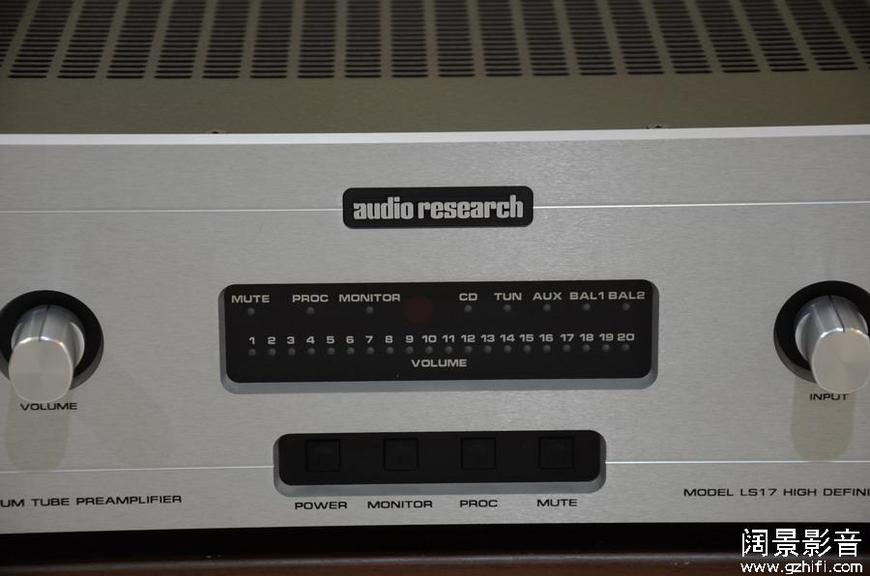 audio research
MUTE PROC MONITOR CD TUN AUX BAL1 BAL2
1 2 3 4 5 6 7 8 9 10 11 12 13 14 15 16 17 18 19 20
VOLUME
VOLUME
INPUT
POWER MONITOR PROC MUTE
UM TUBE PREAMPLIFIER
MODEL LS17 HIGH DEFINI
阔景影音
www.gzhifi.com